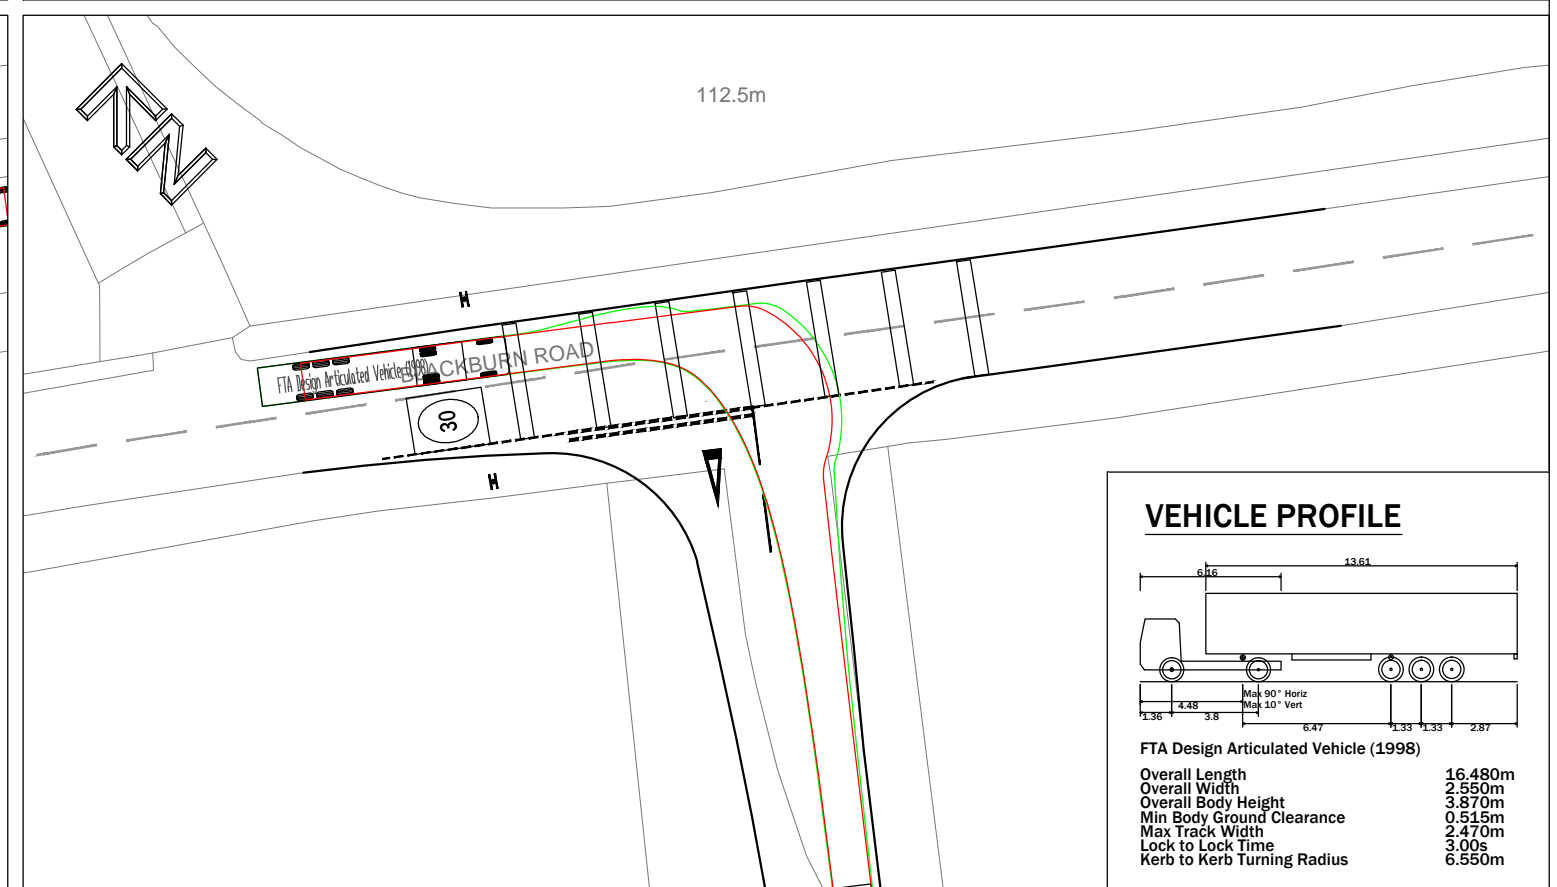 N
112.5m
FTA Design Articulated Vehicle (1998)
BLACKBURN ROAD
30
VEHICLE PROFILE
13.61
6.16
Max 90° Horiz
Max 10° Vert
4.48
1.36
3.8
6.47
1.33
1.33
2.87
FTA Design Articulated Vehicle (1998)
Overall Length 16.480m
Overall Width 2.550m
Overall Body Height 3.870m
Min Body Ground Clearance 0.515m
Max Track Width 2.470m
Lock to Lock Time 3.00s
Kerb to Kerb Turning Radius 6.550m